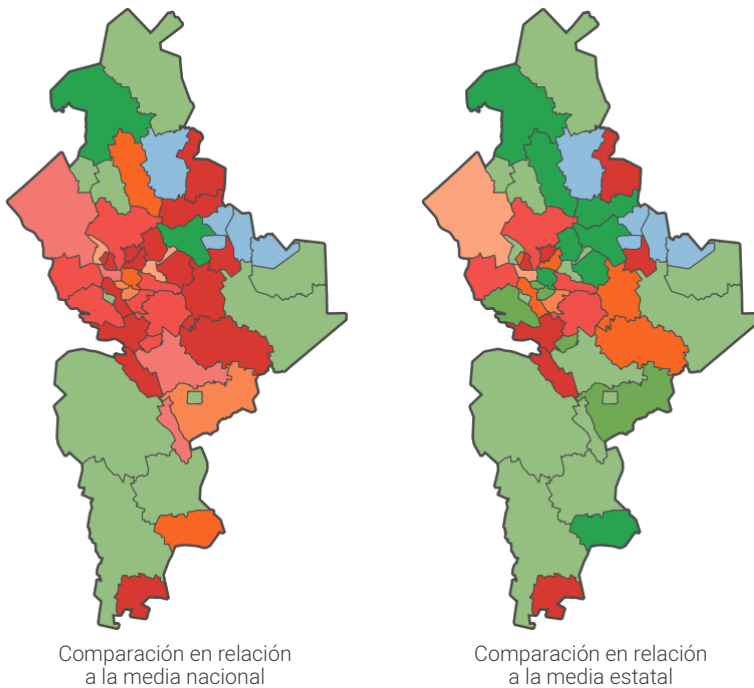 Comparación en relación
a la media nacional
Comparación en relación
a la media estatal